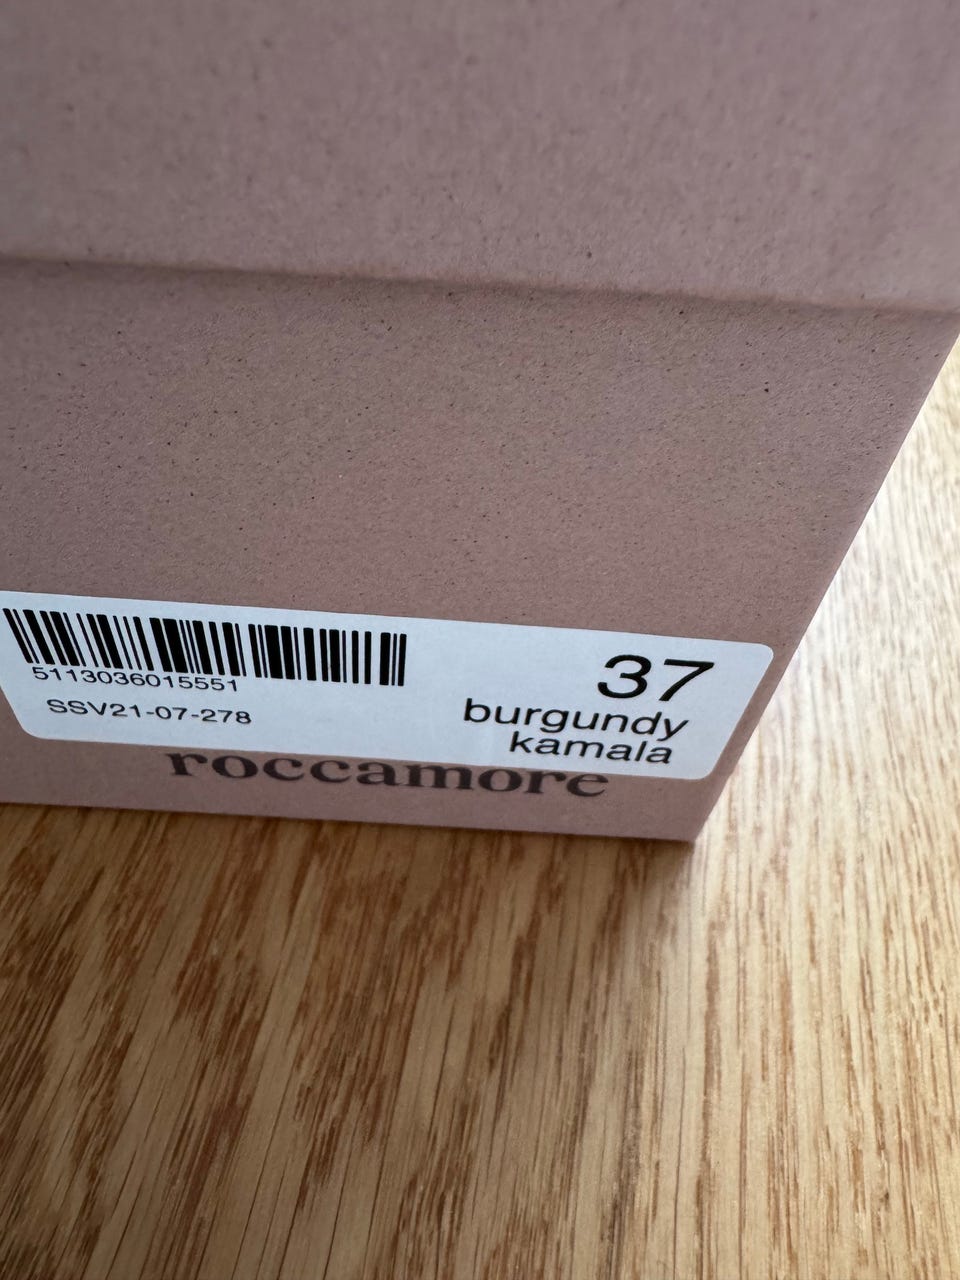 5113036015551
SSV21-07-278
37
burgundy
kamala
roccamore